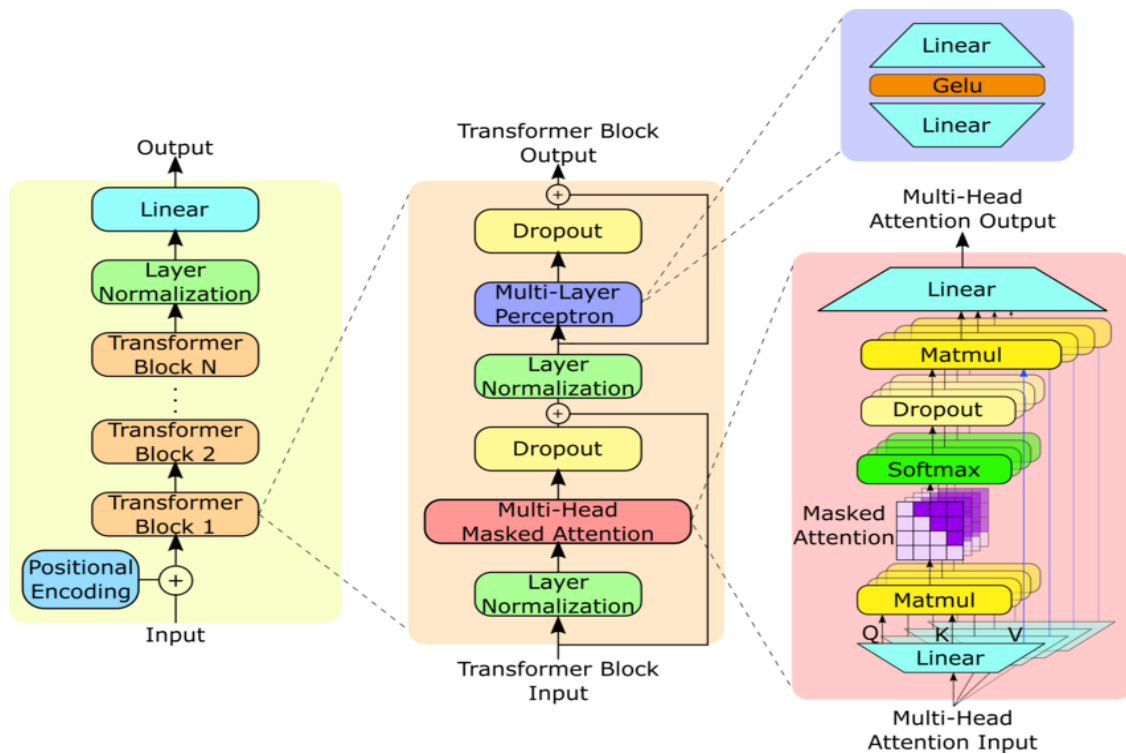 Output
Linear
Layer
Normalization
Transformer
Block N
Transformer
Block 2
Transformer
Block 1
Positional
Encoding
+
Input
Transformer Block
Output
+
Dropout
Multi-Layer
Perceptron
Layer
Normalization
+
Dropout
Multi-Head
Masked Attention
Layer
Normalization
Transformer Block
Input
Linear
Gelu
Linear
Multi-Head
Attention Output
Linear
Matmul
Dropout
Softmax
Masked
Attention
Matmul
Q K V
Linear
Multi-Head
Attention Input